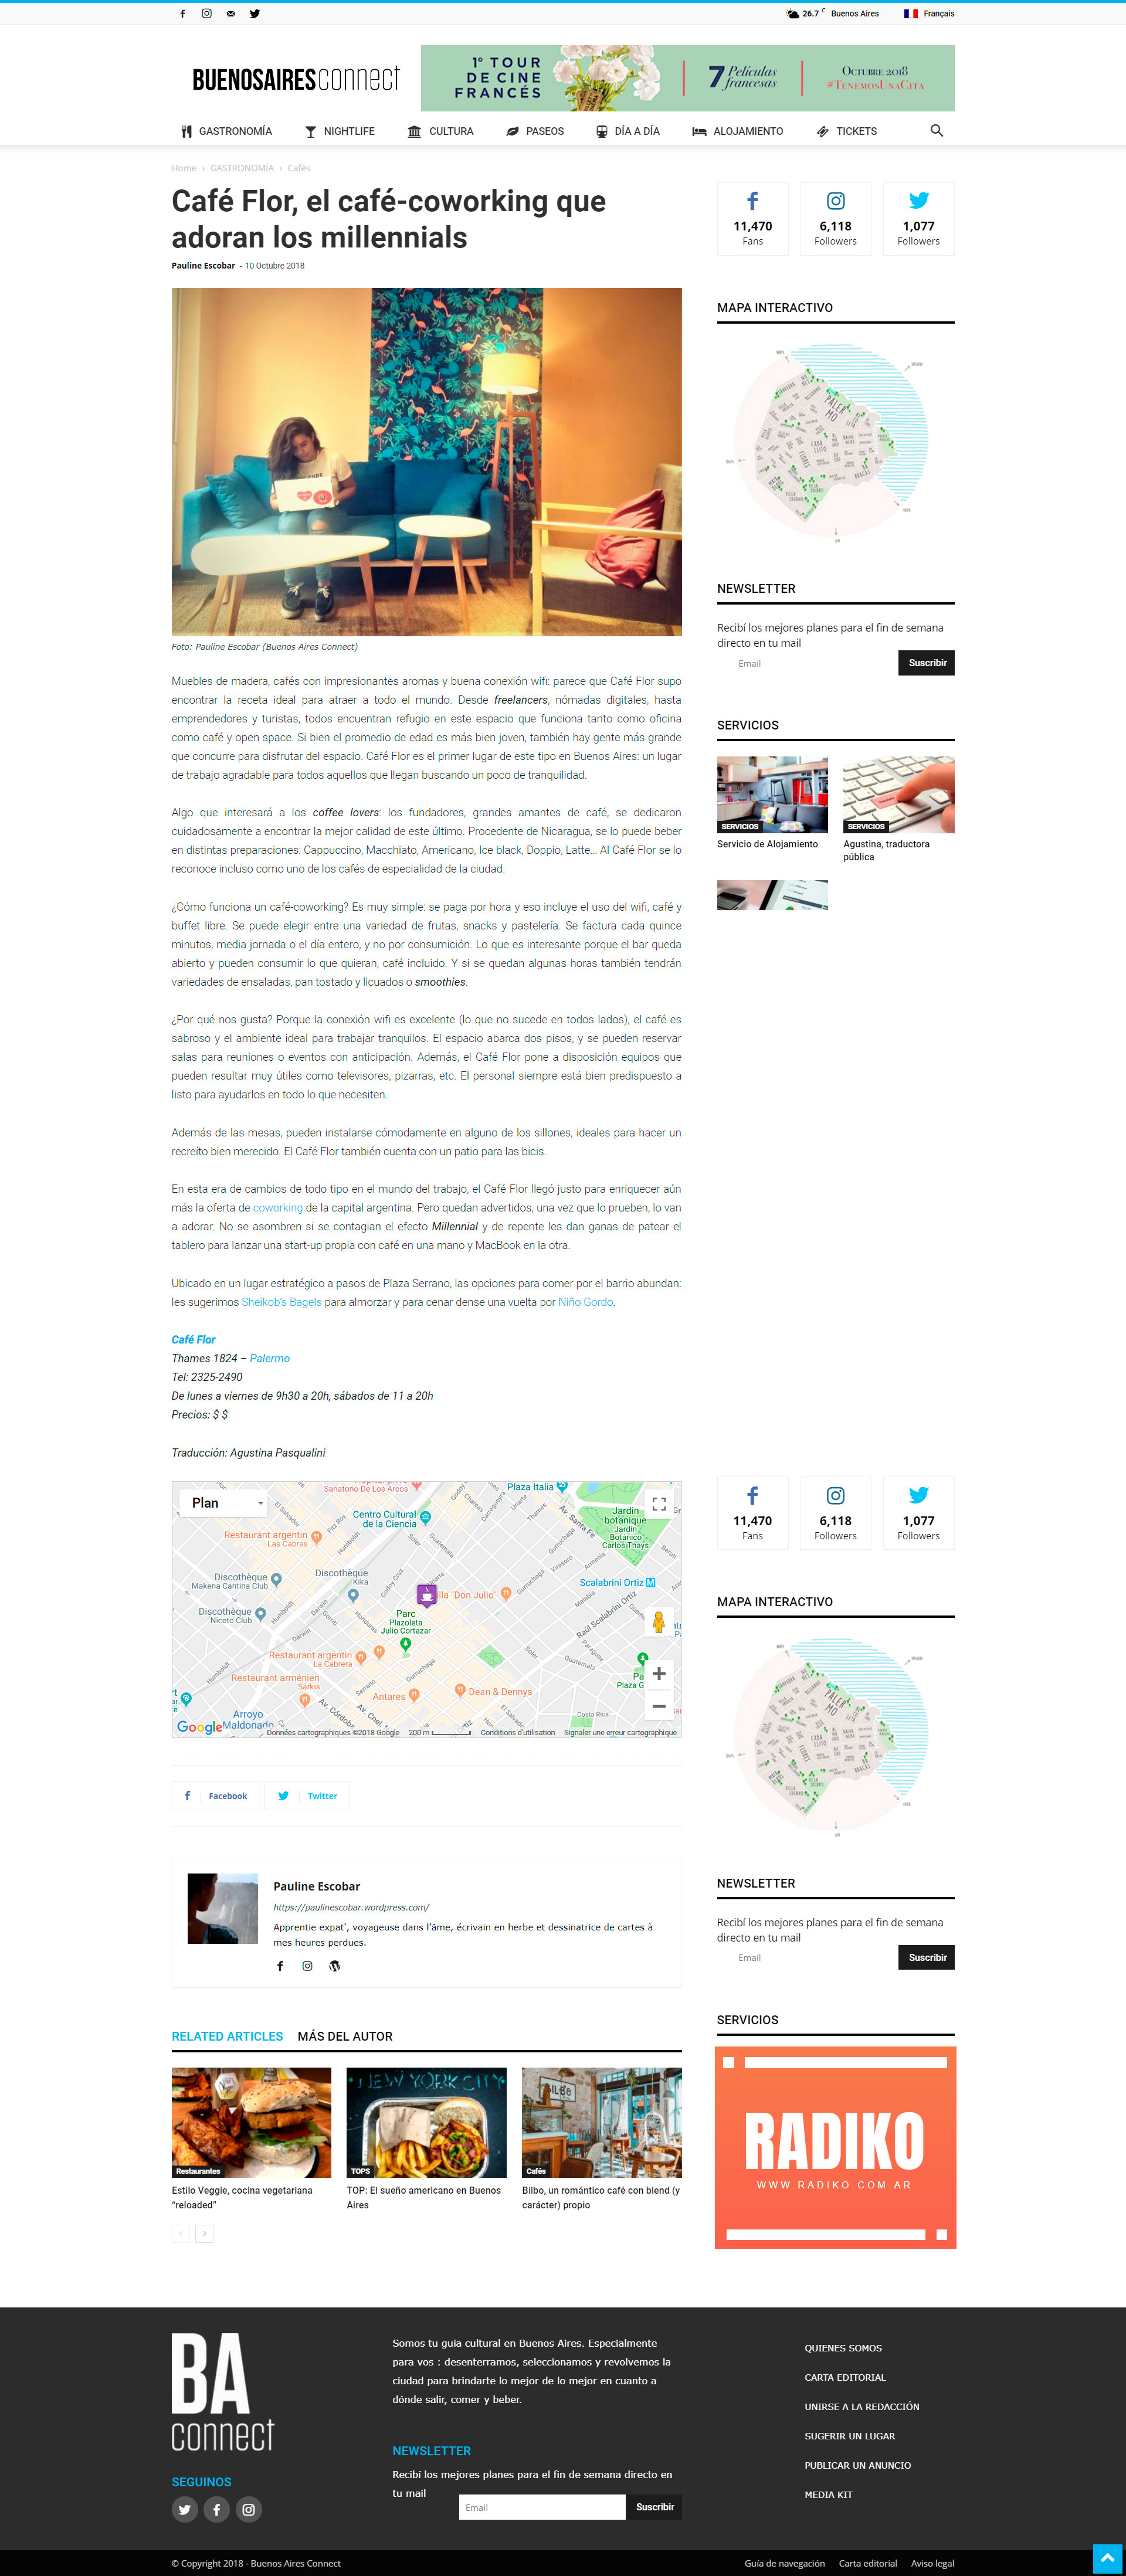 26.7 C Buenos Aires Français
BUENOSAIRESconnect
1º TOUR
DE CINE
FRANCÉS
7 Películas
francesas
OCTUBRE 2018
#TENEMOSUNACITA
GASTRONOMÍA NIGHTLIFE CULTURA PASEOS DÍA A DÍA ALOJAMIENTO TICKETS
Home › GASTRONOMÍA › Cafés
Café Flor, el café-coworking que
adoran los millennials
Pauline Escobar - 10 Octubre 2018
Foto: Pauline Escobar (Buenos Aires Connect)
Muebles de madera, cafés con impresionantes aromas y buena conexión wifi: parece que Café Flor supo
encontrar la receta ideal para atraer a todo el mundo. Desde freelancers, nómadas digitales, hasta
emprendedores y turistas, todos encuentran refugio en este espacio que funciona tanto como oficina
como café y open space. Si bien el promedio de edad es más bien joven, también hay gente más grande
que concurre para disfrutar del espacio. Café Flor es el primer lugar de este tipo en Buenos Aires: un lugar
de trabajo agradable para todos aquellos que llegan buscando un poco de tranquilidad.
Algo que interesará a los coffee lovers: los fundadores, grandes amantes de café, se dedicaron
cuidadosamente a encontrar la mejor calidad de este último. Procedente de Nicaragua, se lo puede beber
en distintas preparaciones: Cappuccino, Macchiato, Americano, Ice black, Doppio, Latte… Al Café Flor se lo
reconoce incluso como uno de los cafés de especialidad de la ciudad.
¿Cómo funciona un café-coworking? Es muy simple: se paga por hora y eso incluye el uso del wifi, café y
buffet libre. Se puede elegir entre una variedad de frutas, snacks y pastelería. Se factura cada quince
minutos, media jornada o el día entero, y no por consumición. Lo que es interesante porque el bar queda
abierto y pueden consumir lo que quieran, café incluido. Y si se quedan algunas horas también tendrán
variedades de ensaladas, pan tostado y licuados o smoothies.
¿Por qué nos gusta? Porque la conexión wifi es excelente (lo que no sucede en todos lados), el café es
sabroso y el ambiente ideal para trabajar tranquilos. El espacio abarca dos pisos, y se pueden reservar
salas para reuniones o eventos con anticipación. Además, el Café Flor pone a disposición equipos que
pueden resultar muy útiles como televisores, pizarras, etc. El personal siempre está bien predispuesto a
listo para ayudarlos en todo lo que necesiten.
Además de las mesas, pueden instalarse cómodamente en alguno de los sillones, ideales para hacer un
recreíto bien merecido. El Café Flor también cuenta con un patio para las bicis.
En esta era de cambios de todo tipo en el mundo del trabajo, el Café Flor llegó justo para enriquecer aún
más la oferta de coworking de la capital argentina. Pero quedan advertidos, una vez que lo prueben, lo van
a adorar. No se asombren si se contagian el efecto Millennial y de repente les dan ganas de patear el
tablero para lanzar una start-up propia con café en una mano y MacBook en la otra.
Ubicado en un lugar estratégico a pasos de Plaza Serrano, las opciones para comer por el barrio abundan:
les sugerimos Sheikob's Bagels para almorzar y para cenar dense una vuelta por Niño Gordo.
Café Flor
Thames 1824 – Palermo
Tel: 2325-2490
De lunes a viernes de 9h30 a 20h, sábados de 11 a 20h
Precios: $ $
Traducción: Agustina Pasqualini
Plan
Sanatorio De Los Arcos
Plaza Italia
Centro Cultural
de la Ciencia
Jardín
botanique
Jardín
Botánico
Carlos Thays
Restaurant argentin
Las Cabras
Discothèque
Makena Cantina Club
Discothèque
Kika
Scalabrini Ortiz
Discothèque
Niceto Club
"Don Julio"
Parc
Plazoleta
Julio Cortazar
Restaurant argentin
La Cabrera
Restaurant arménien
Sarkis
Antares
Dean & Dennys
Costa Rica
Arroyo
Maldonado
Google
Données cartographiques ©2018 Google 200 m Conditions d'utilisation Signaler une erreur cartographique
Facebook Twitter
Pauline Escobar
https://paulinescobar.wordpress.com/
Apprentie expat', voyageuse dans l'âme, écrivain en herbe et dessinatrice de cartes à
mes heures perdues.
RELATED ARTICLES MÁS DEL AUTOR
NEW YORK CITY
BILBO
Restaurantes
TOPS
Cafés
Estilo Veggie, cocina vegetariana
"reloaded"
TOP: El sueño americano en Buenos
Aires
Bilbo, un romántico café con blend (y
carácter) propio
11,470 6,118 1,077
Fans Followers Followers
MAPA INTERACTIVO
PALERMO
NEWSLETTER
Recibí los mejores planes para el fin de semana
directo en tu mail
Email Suscribir
SERVICIOS
SERVICIOS SERVICIOS
Servicio de Alojamiento
Agustina, traductora
pública
11,470 6,118 1,077
Fans Followers Followers
MAPA INTERACTIVO
PALERMO
NEWSLETTER
Recibí los mejores planes para el fin de semana
directo en tu mail
Email Suscribir
SERVICIOS
RADIKO
WWW.RADIKO.COM.AR
BA
connect
SEGUINOS
Somos tu guía cultural en Buenos Aires. Especialmente
para vos : desenterramos, seleccionamos y revolvemos la
ciudad para brindarte lo mejor de lo mejor en cuanto a
dónde salir, comer y beber.
NEWSLETTER
Recibí los mejores planes para el fin de semana directo en
tu mail
Email Suscribir
QUIENES SOMOS
CARTA EDITORIAL
UNIRSE A LA REDACCIÓN
SUGERIR UN LUGAR
PUBLICAR UN ANUNCIO
MEDIA KIT
© Copyright 2018 - Buenos Aires Connect
Guía de navegación Carta editorial Aviso legal